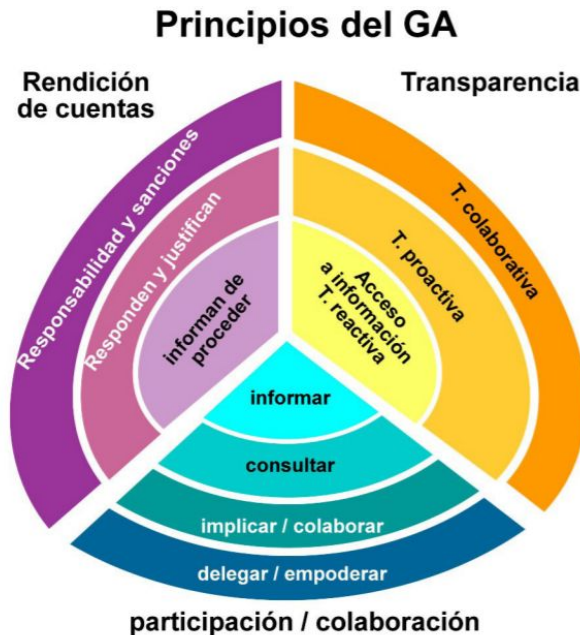 Principios del GA
Rendición
de cuentas
Transparencia
Responsabilidad y sanciones
Responden y justifican
informan de
proceder
Acceso
a información
T. reactiva
T. proactiva
T. colaborativa
informar
consultar
implicar / colaborar
delegar / empoderar
participación / colaboración